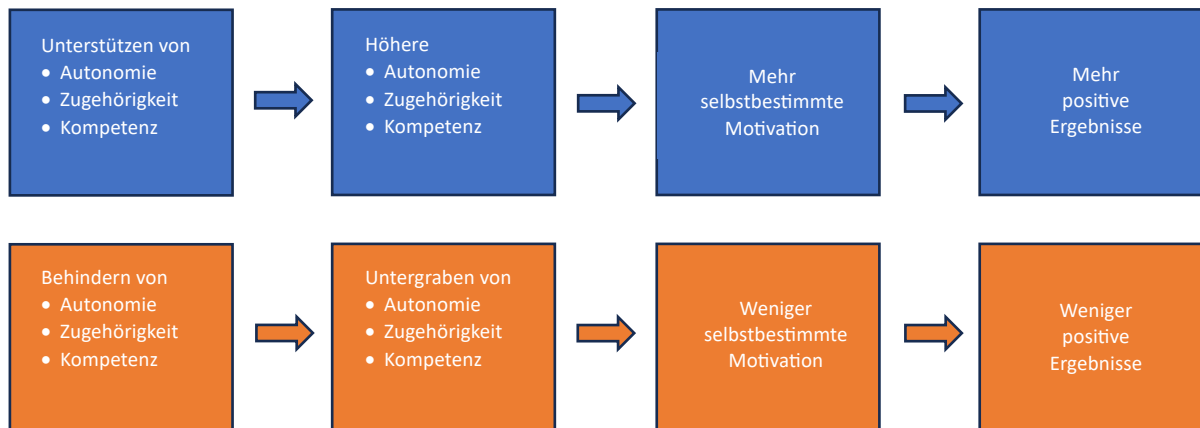 Unterstützen von
• Autonomie
• Zugehörigkeit
• Kompetenz
Höhere
• Autonomie
• Zugehörigkeit
• Kompetenz
Mehr
selbstbestimmte
Motivation
Mehr
positive
Ergebnisse
Behindern von
• Autonomie
• Zugehörigkeit
• Kompetenz
Untergraben von
• Autonomie
• Zugehörigkeit
• Kompetenz
Weniger
selbstbestimmte
Motivation
Weniger
positive
Ergebnisse